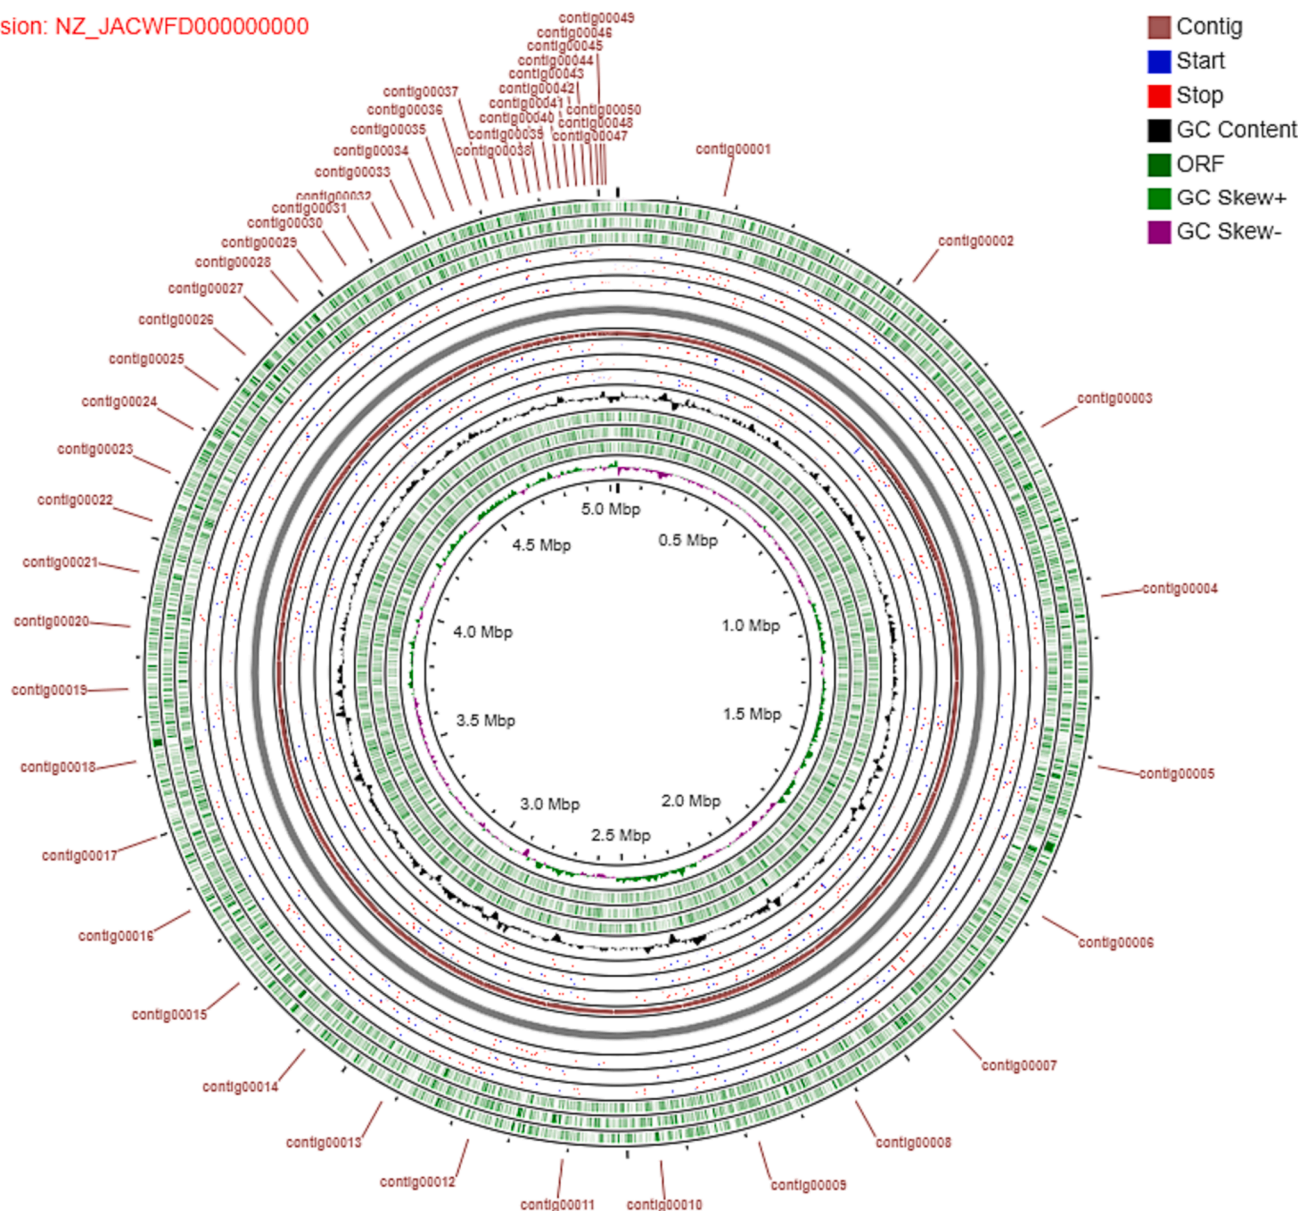 sion: NZ_JACWFD000000000
Contig
Start
Stop
GC Content
ORF
GC Skew+
GC Skew-
contig00049
contig00046
contig00045
contig00044
contig00043
contig00042
contig00041
contig00040
contig00039
contig00038
contig00050
contig00048
contig00047
contig00037
contig00036
contig00035
contig00034
contig00033
contig00032
contig00031
contig00030
contig00029
contig00028
contig00027
contig00026
contig00025
contig00024
contig00023
contig00022
contig00021
contig00020
contig00019
contig00018
contig00017
contig00016
contig00015
contig00014
contig00013
contig00012
contig00011
contig00010
contig00009
contig00008
contig00007
contig00006
contig00005
contig00004
contig00003
contig00002
contig00001
5.0 Mbp
0.5 Mbp
1.0 Mbp
1.5 Mbp
2.0 Mbp
2.5 Mbp
3.0 Mbp
3.5 Mbp
4.0 Mbp
4.5 Mbp